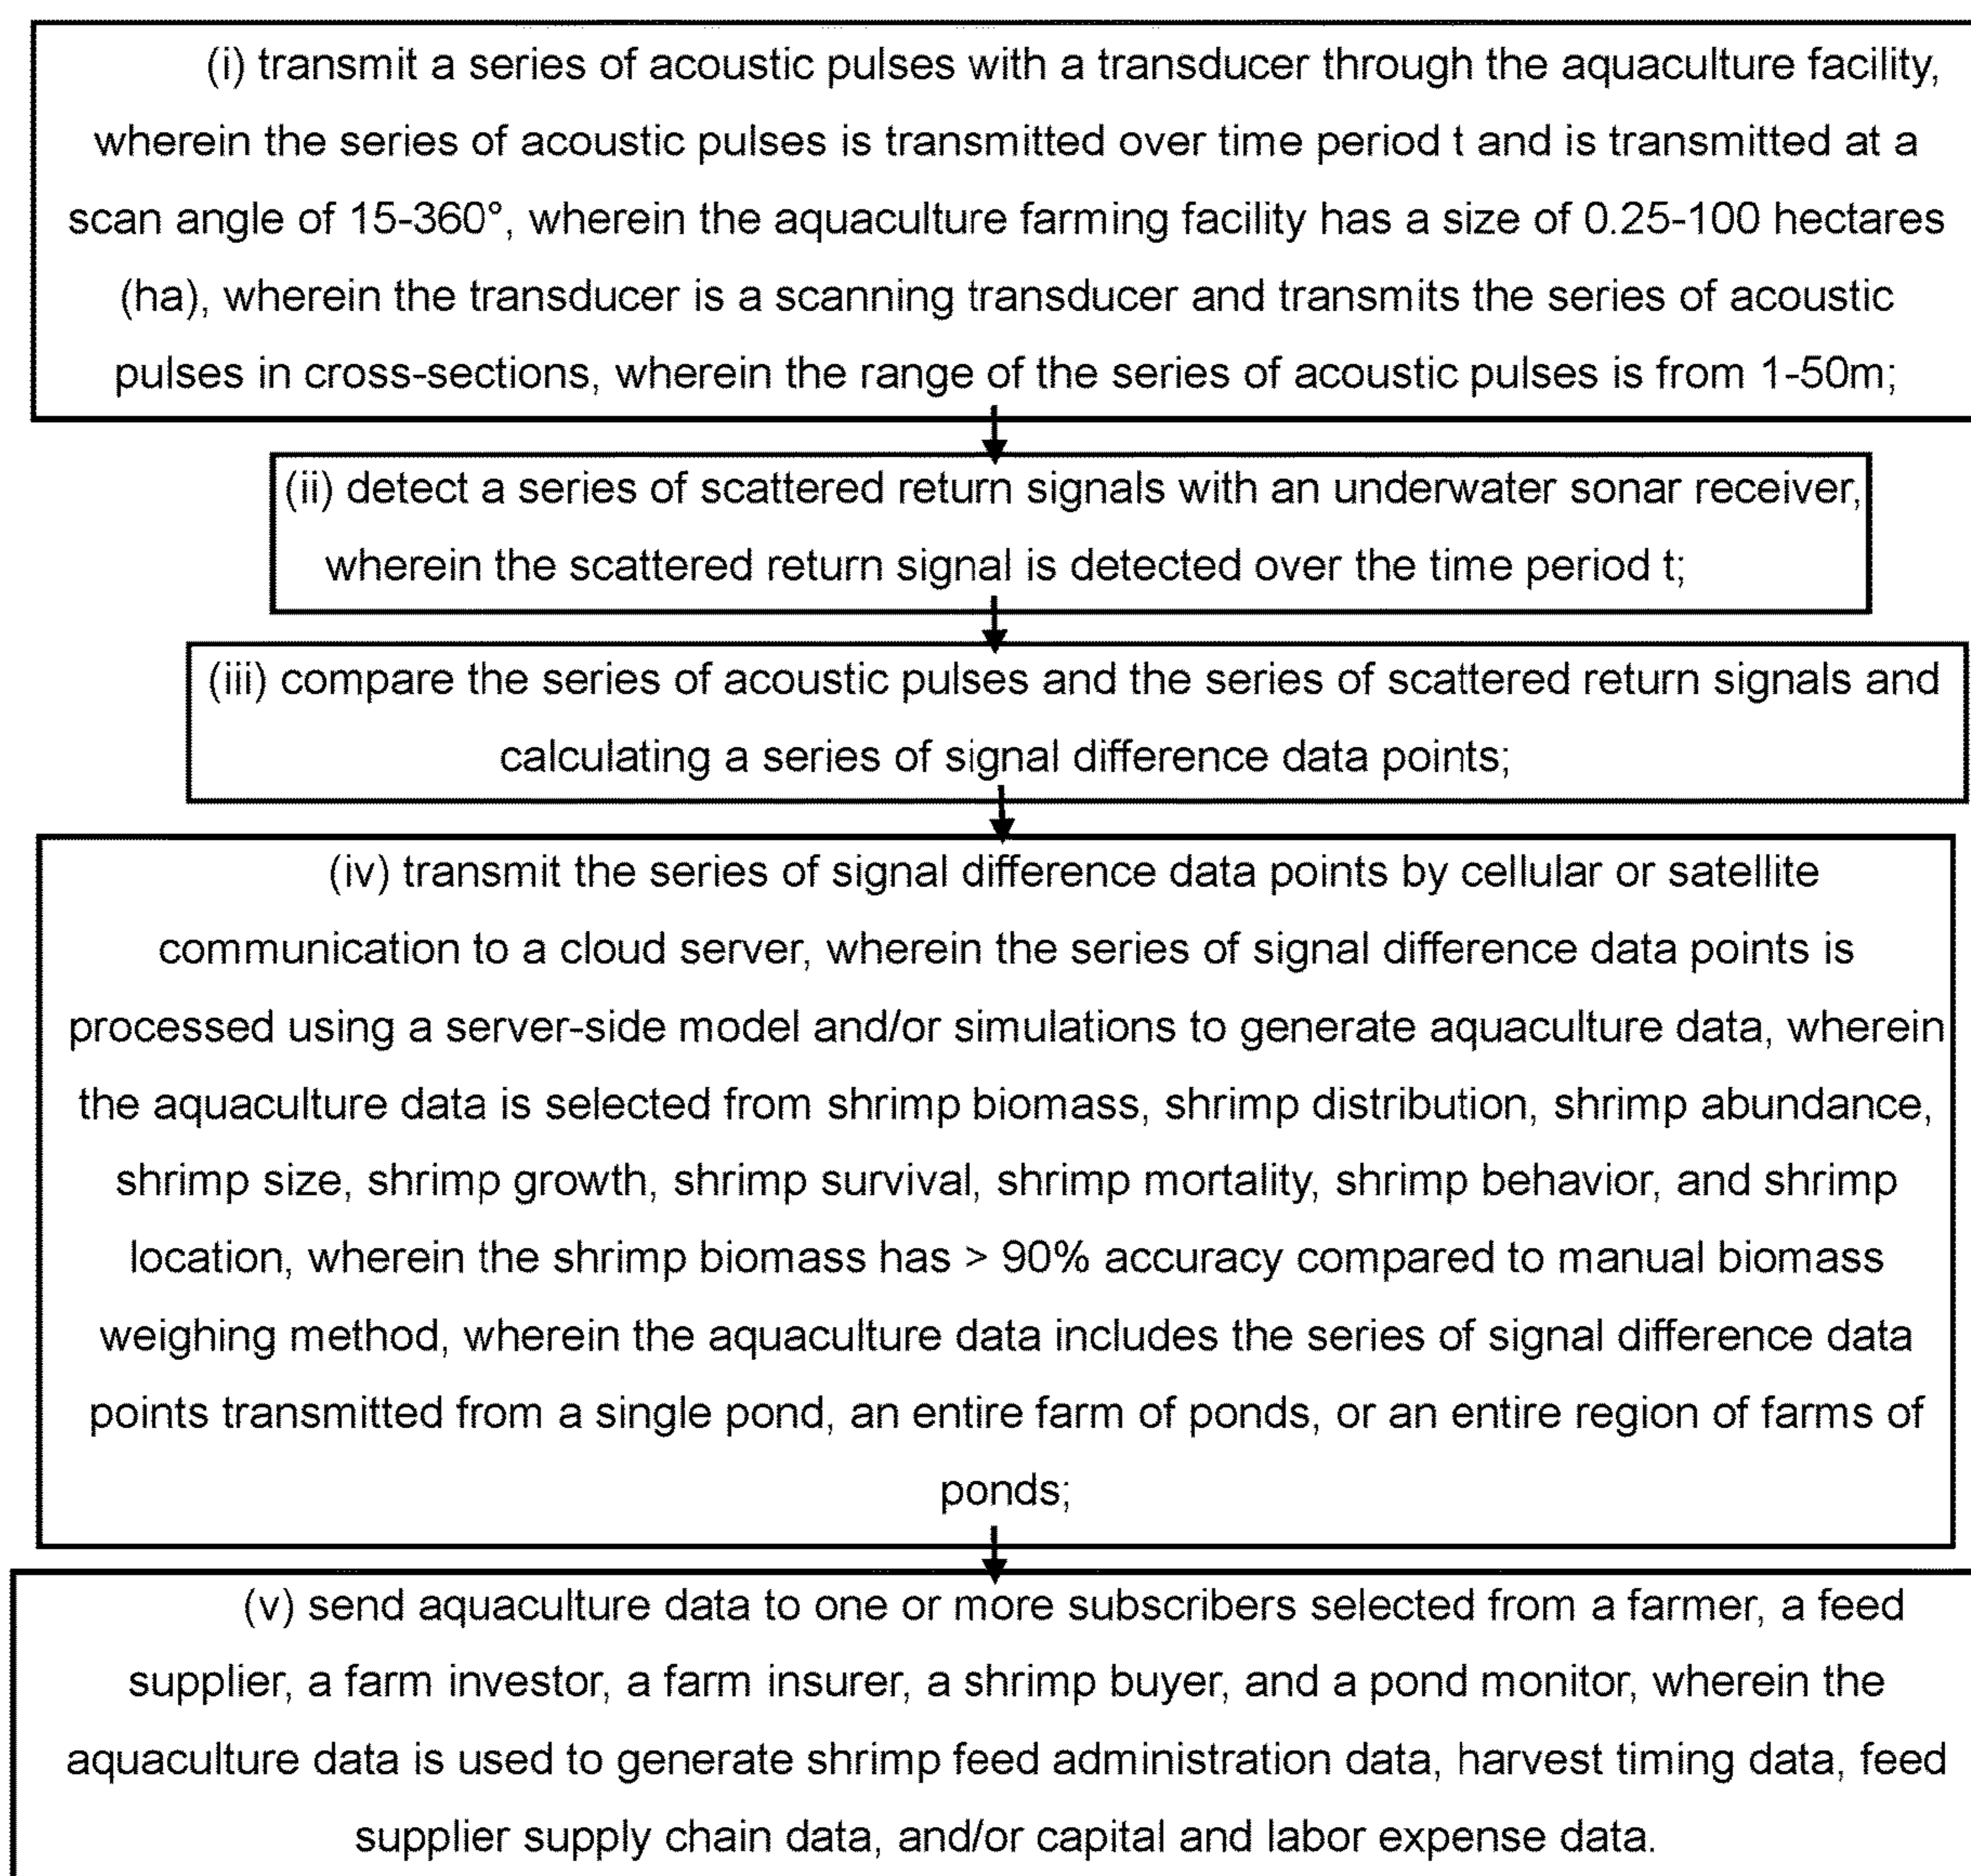 (i) transmit a series of acoustic pulses with a transducer through the aquaculture facility,
wherein the series of acoustic pulses is transmitted over time period t and is transmitted at a
scan angle of 15-360°, wherein the aquaculture farming facility has a size of 0.25-100 hectares
(ha), wherein the transducer is a scanning transducer and transmits the series of acoustic
pulses in cross-sections, wherein the range of the series of acoustic pulses is from 1-50m;
(ii) detect a series of scattered return signals with an underwater sonar receiver,
wherein the scattered return signal is detected over the time period t;
(iii) compare the series of acoustic pulses and the series of scattered return signals and
calculating a series of signal difference data points;
(iv) transmit the series of signal difference data points by cellular or satellite
communication to a cloud server, wherein the series of signal difference data points is
processed using a server-side model and/or simulations to generate aquaculture data, wherein
the aquaculture data is selected from shrimp biomass, shrimp distribution, shrimp abundance,
shrimp size, shrimp growth, shrimp survival, shrimp mortality, shrimp behavior, and shrimp
location, wherein the shrimp biomass has > 90% accuracy compared to manual biomass
weighing method, wherein the aquaculture data includes the series of signal difference data
points transmitted from a single pond, an entire farm of ponds, or an entire region of farms of
ponds;
(v) send aquaculture data to one or more subscribers selected from a farmer, a feed
supplier, a farm investor, a farm insurer, a shrimp buyer, and a pond monitor, wherein the
aquaculture data is used to generate shrimp feed administration data, harvest timing data, feed
supplier supply chain data, and/or capital and labor expense data.